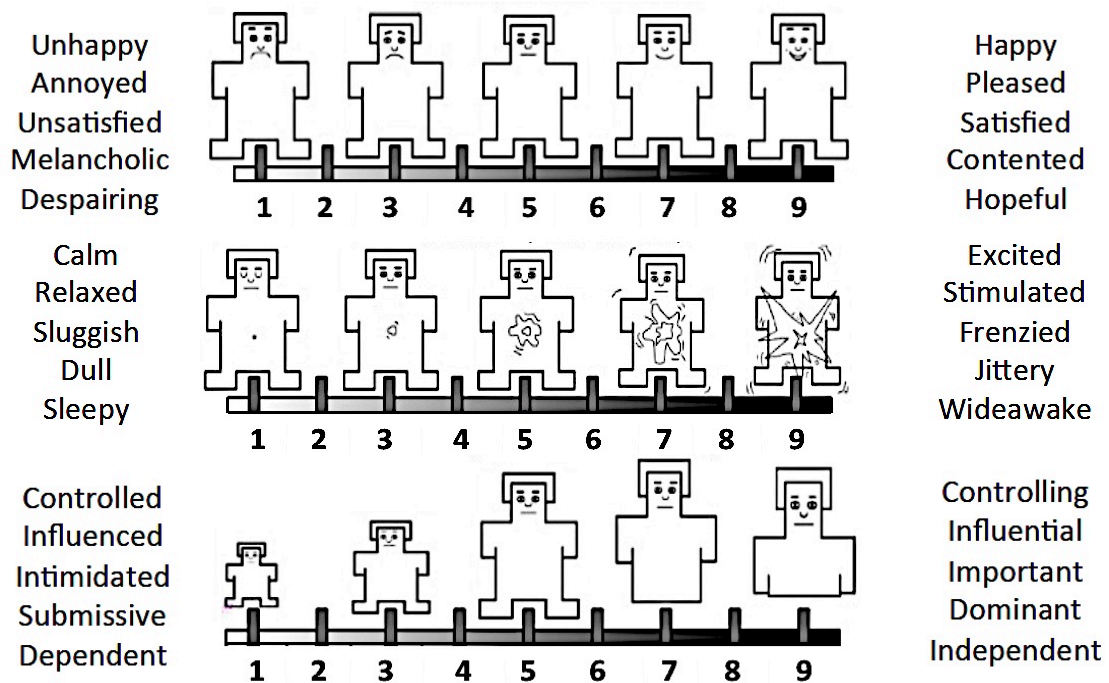 Unhappy
Annoyed
Unsatisfied
Melancholic
Despairing
Happy
Pleased
Satisfied
Contented
Hopeful
1 2 3 4 5 6 7 8 9
Calm
Relaxed
Sluggish
Dull
Sleepy
Excited
Stimulated
Frenzied
Jittery
Wideawake
1 2 3 4 5 6 7 8 9
Controlled
Influenced
Intimidated
Submissive
Dependent
Controlling
Influential
Important
Dominant
Independent
1 2 3 4 5 6 7 8 9